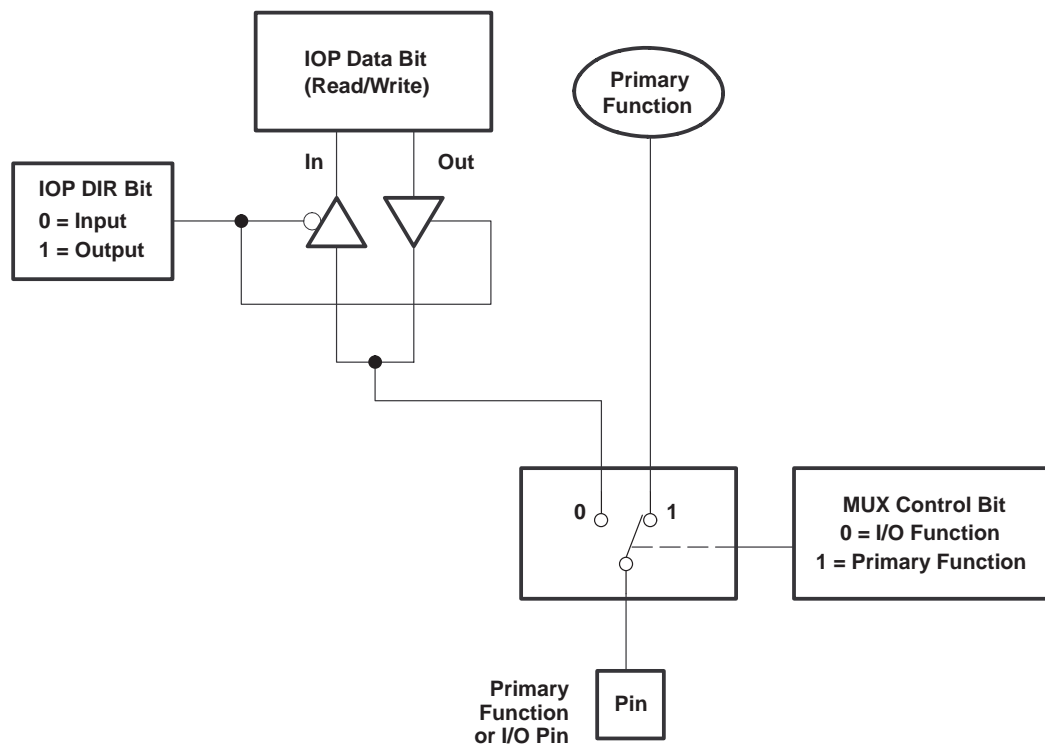 IOP Data Bit
(Read/Write)
Primary
Function
In
Out
IOP DIR Bit
0 = Input
1 = Output
0
1
MUX Control Bit
0 = I/O Function
1 = Primary Function
Primary
Function
or I/O Pin
Pin